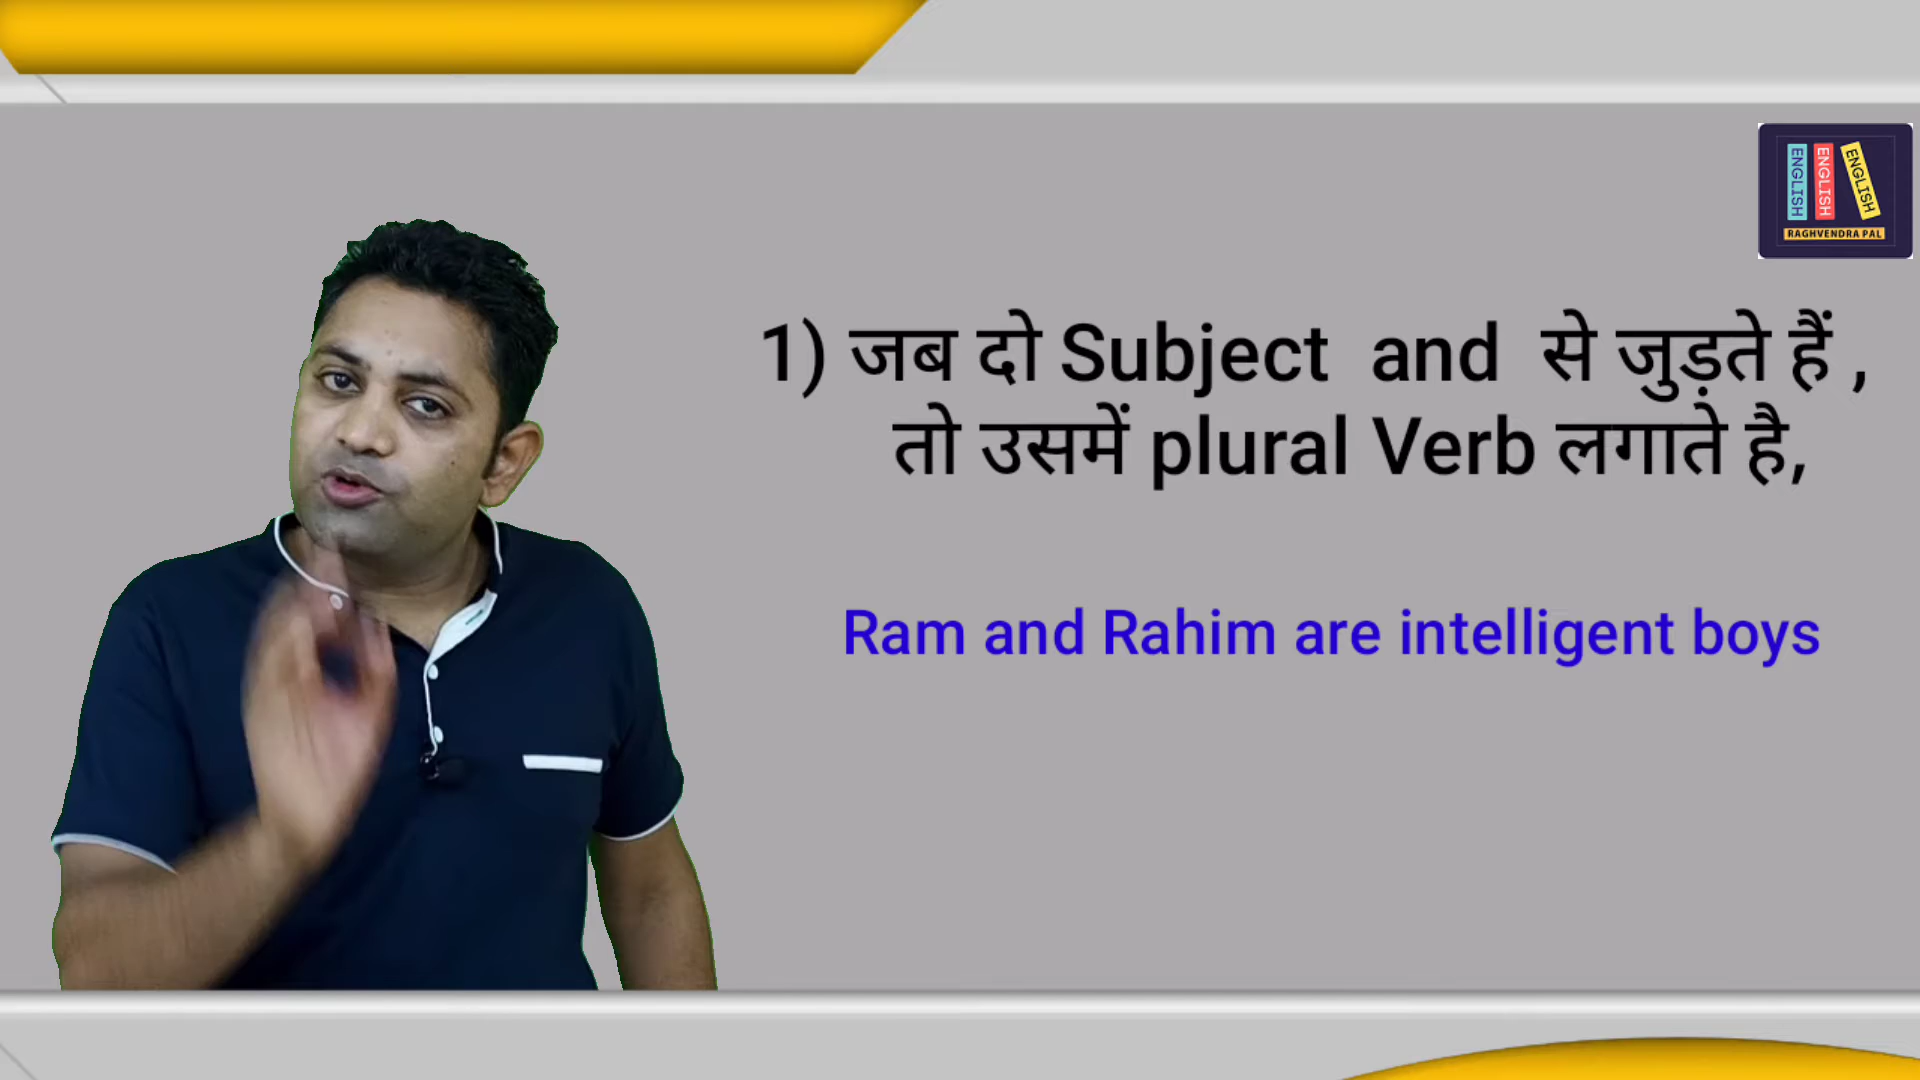 ENGLISH
ENGLISH
ENGLISH
RAGHVENDRA PAL
1) जब दो Subject and से जुड़ते हैं ,
तो उसमें plural Verb लगाते है,
Ram and Rahim are intelligent boys